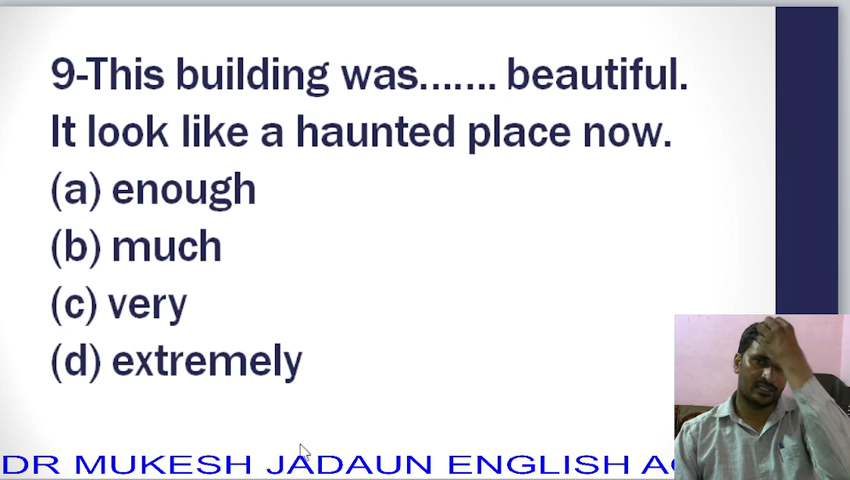 9-This building was....... beautiful.
It look like a haunted place now.
(a) enough
(b) much
(c) very
(d) extremely
DR MUKESH JADAUN ENGLISH